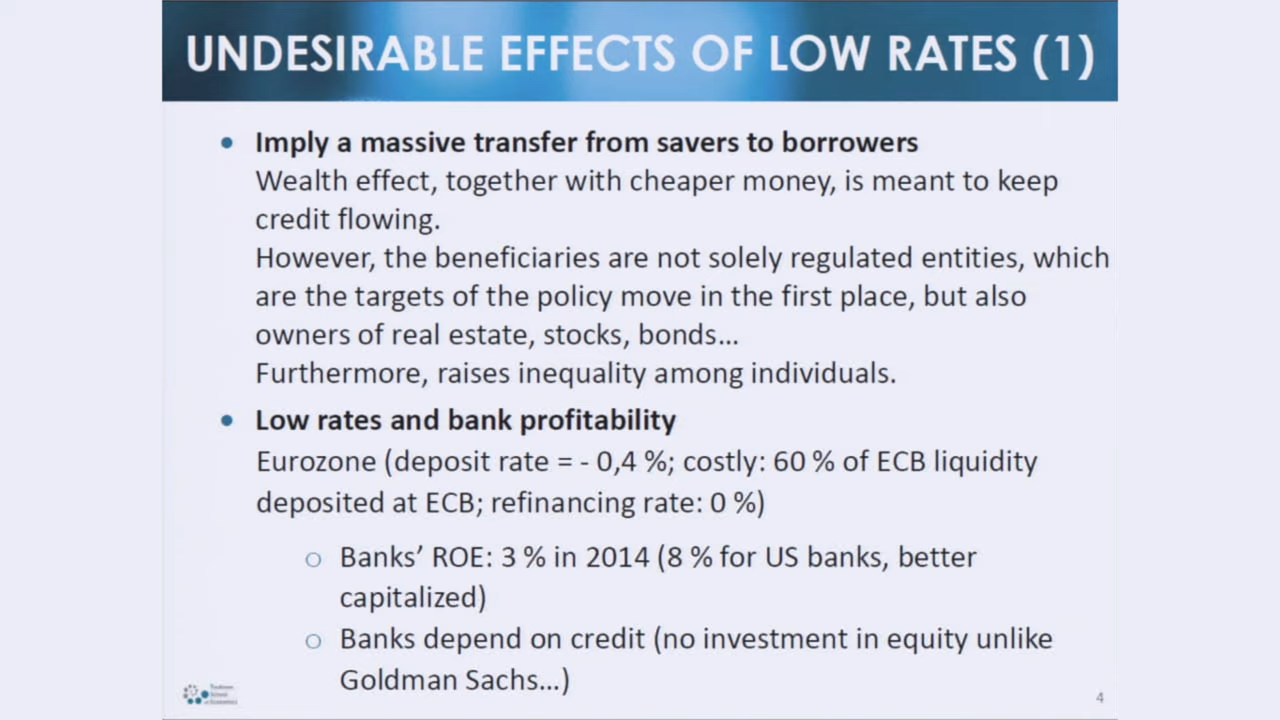 UNDESIRABLE EFFECTS OF LOW RATES (1)
• Imply a massive transfer from savers to borrowers
Wealth effect, together with cheaper money, is meant to keep
credit flowing.
However, the beneficiaries are not solely regulated entities, which
are the targets of the policy move in the first place, but also
owners of real estate, stocks, bonds…
Furthermore, raises inequality among individuals.
• Low rates and bank profitability
Eurozone (deposit rate = - 0,4 %; costly: 60 % of ECB liquidity
deposited at ECB; refinancing rate: 0 %)
o Banks’ ROE: 3 % in 2014 (8 % for US banks, better
capitalized)
o Banks depend on credit (no investment in equity unlike
Goldman Sachs…)
Toulouse
School
of Economics
4